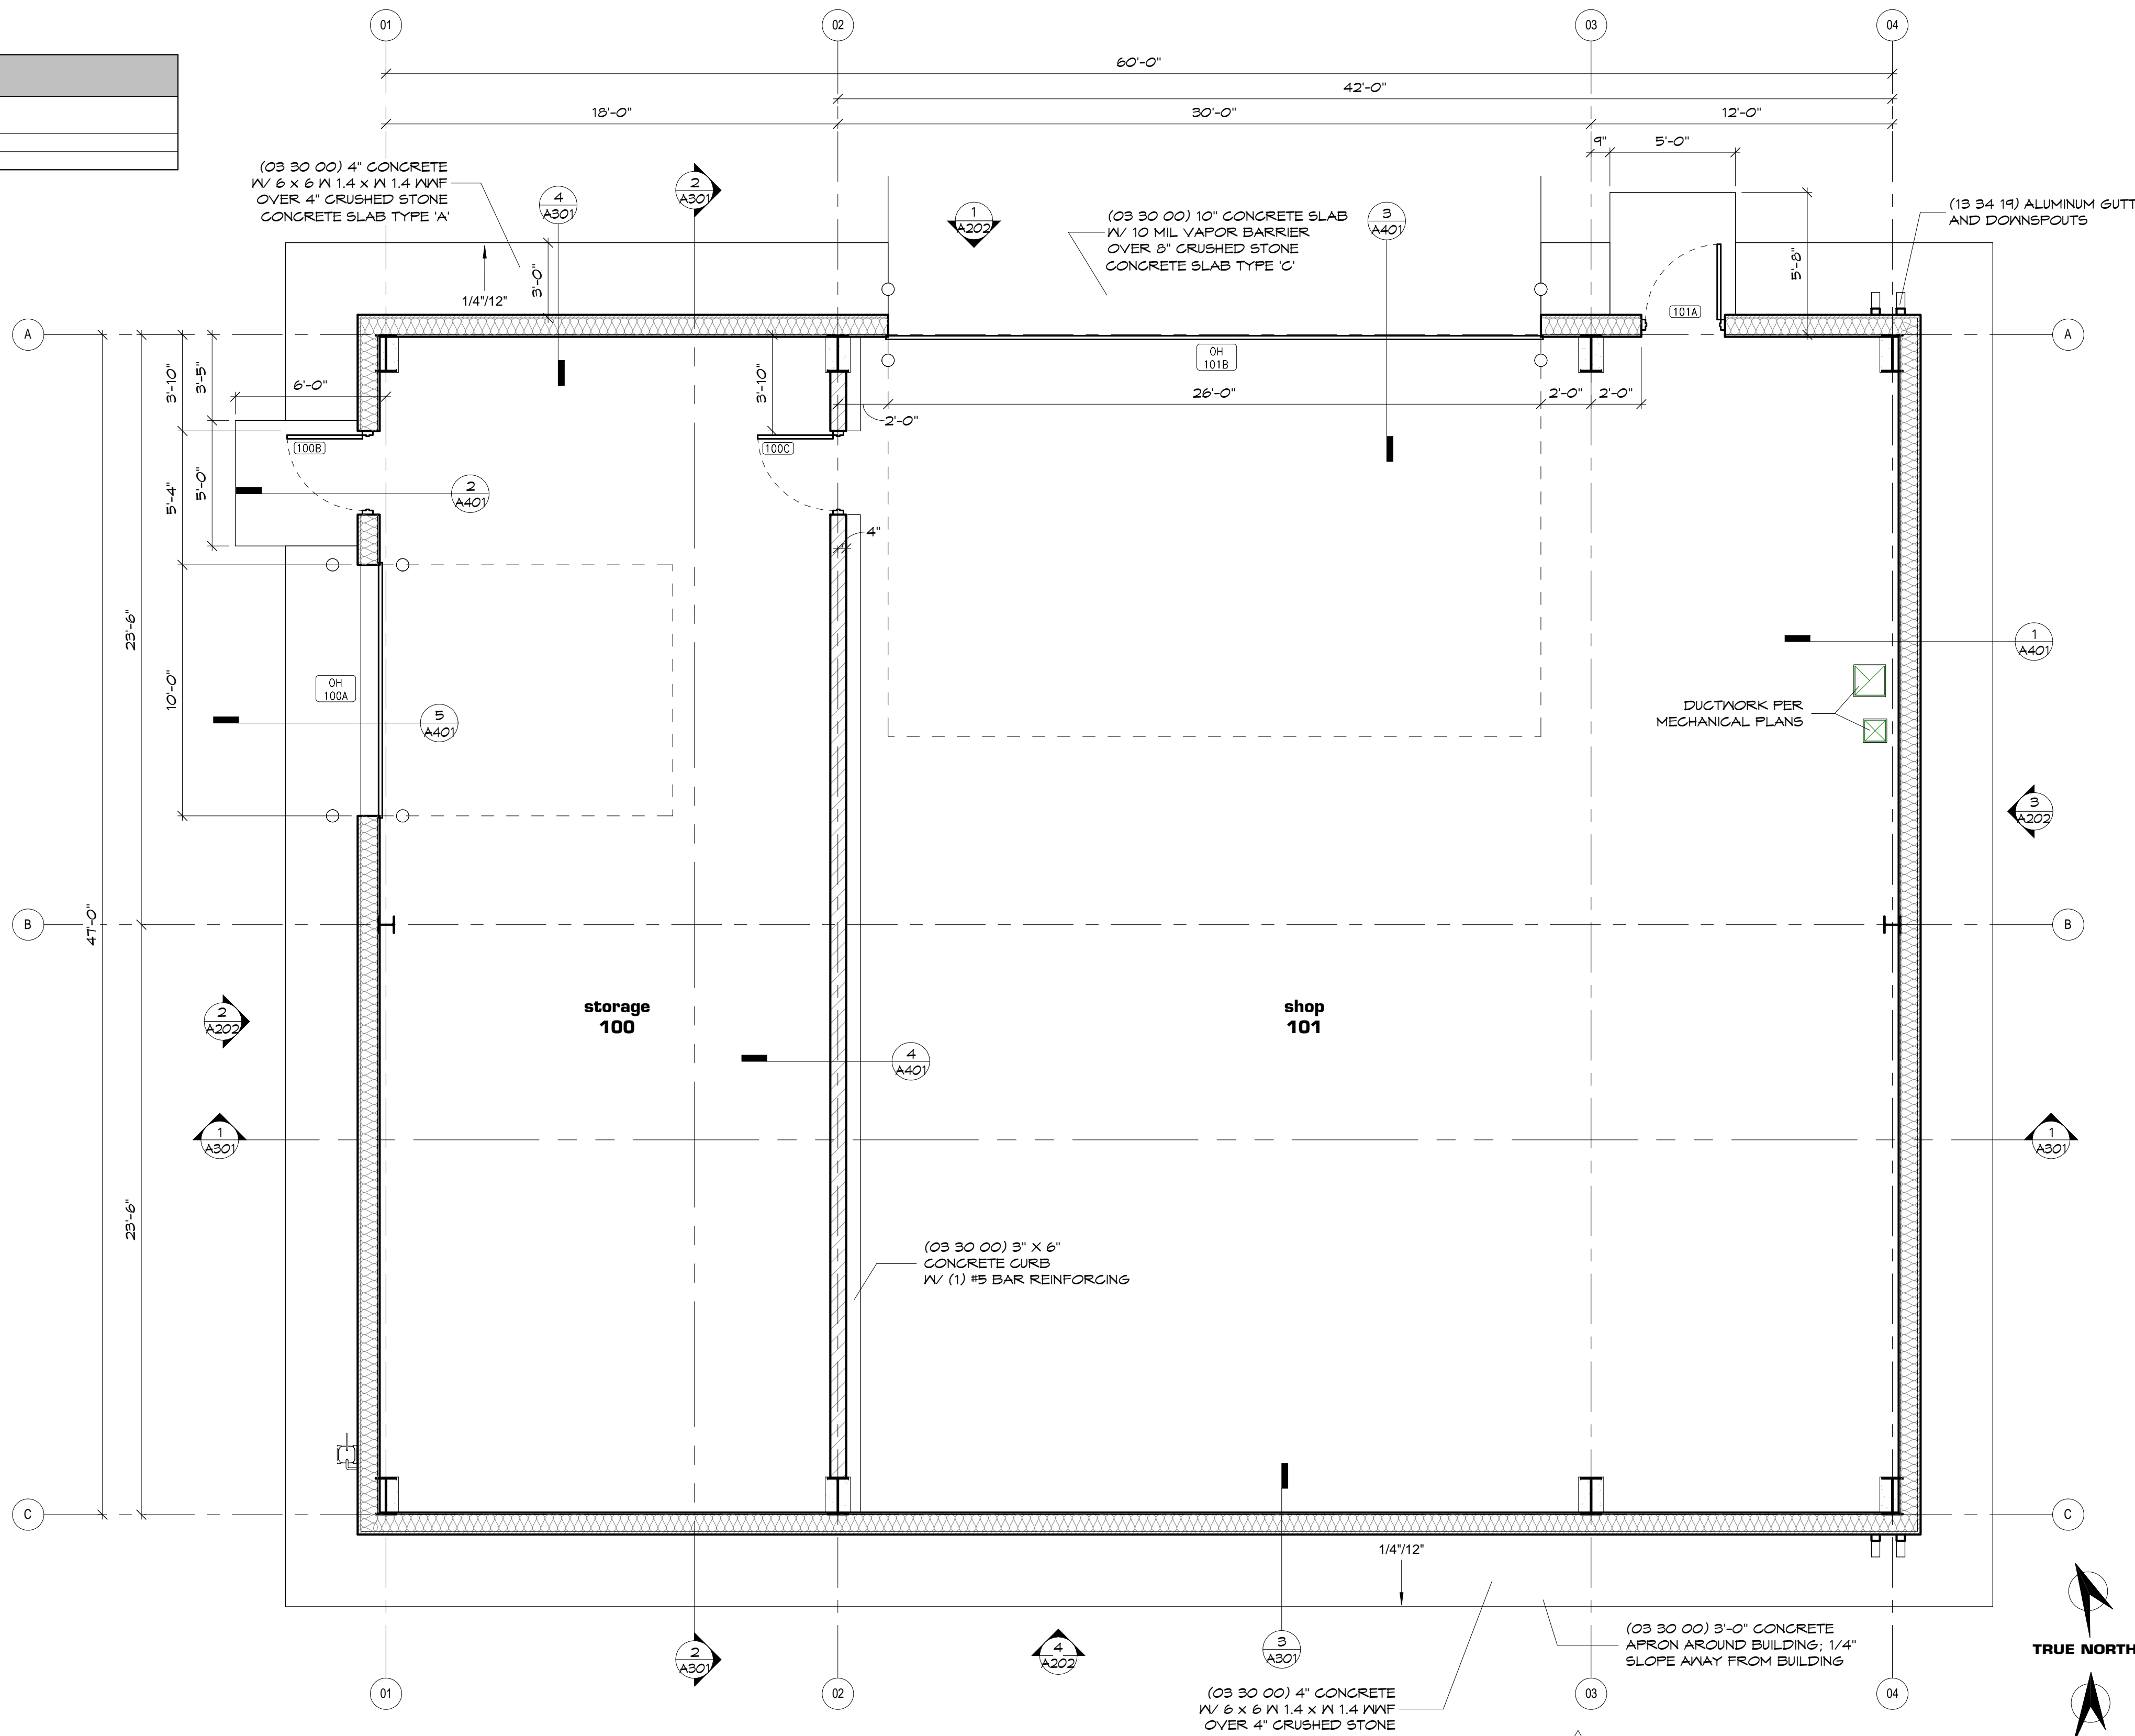 01
02
03
04
60'-0"
42'-0"
18'-0"
30'-0"
12'-0"
9"
5'-0"
(03 30 00) 4" CONCRETE
W/ 6 x 6 W 1.4 x W 1.4 WWF
OVER 4" CRUSHED STONE
CONCRETE SLAB TYPE 'A'
4
A301
2
A301
1
A202
(03 30 00) 10" CONCRETE SLAB
W/ 10 MIL VAPOR BARRIER
OVER 8" CRUSHED STONE
CONCRETE SLAB TYPE 'C'
3
A401
(13 34 19) ALUMINUM GUTT
AND DOWNSPOUTS
1/4"/12"
3'-0"
5'-8"
A
A
101A
OH
101B
3'-10"
3'-5"
6'-0"
3'-10"
2'-0"
26'-0"
2'-0"
2'-0"
100B
100C
5'-4"
5'-0"
2
A401
4"
23'-6"
10'-0"
OH
100A
5
A401
1
A401
DUCTWORK PER
MECHANICAL PLANS
3
A202
B
47'-0"
B
2
A202
storage
100
shop
101
4
A401
1
A301
1
A301
23'-6"
(03 30 00) 3" X 6"
CONCRETE CURB
W/ (1) #5 BAR REINFORCING
C
C
1/4"/12"
2
A301
4
A202
3
A301
(03 30 00) 3'-0" CONCRETE
APRON AROUND BUILDING; 1/4"
SLOPE AWAY FROM BUILDING
TRUE NORTH
01
02
03
04
(03 30 00) 4" CONCRETE
W/ 6 x 6 W 1.4 x W 1.4 WWF
OVER 4" CRUSHED STONE